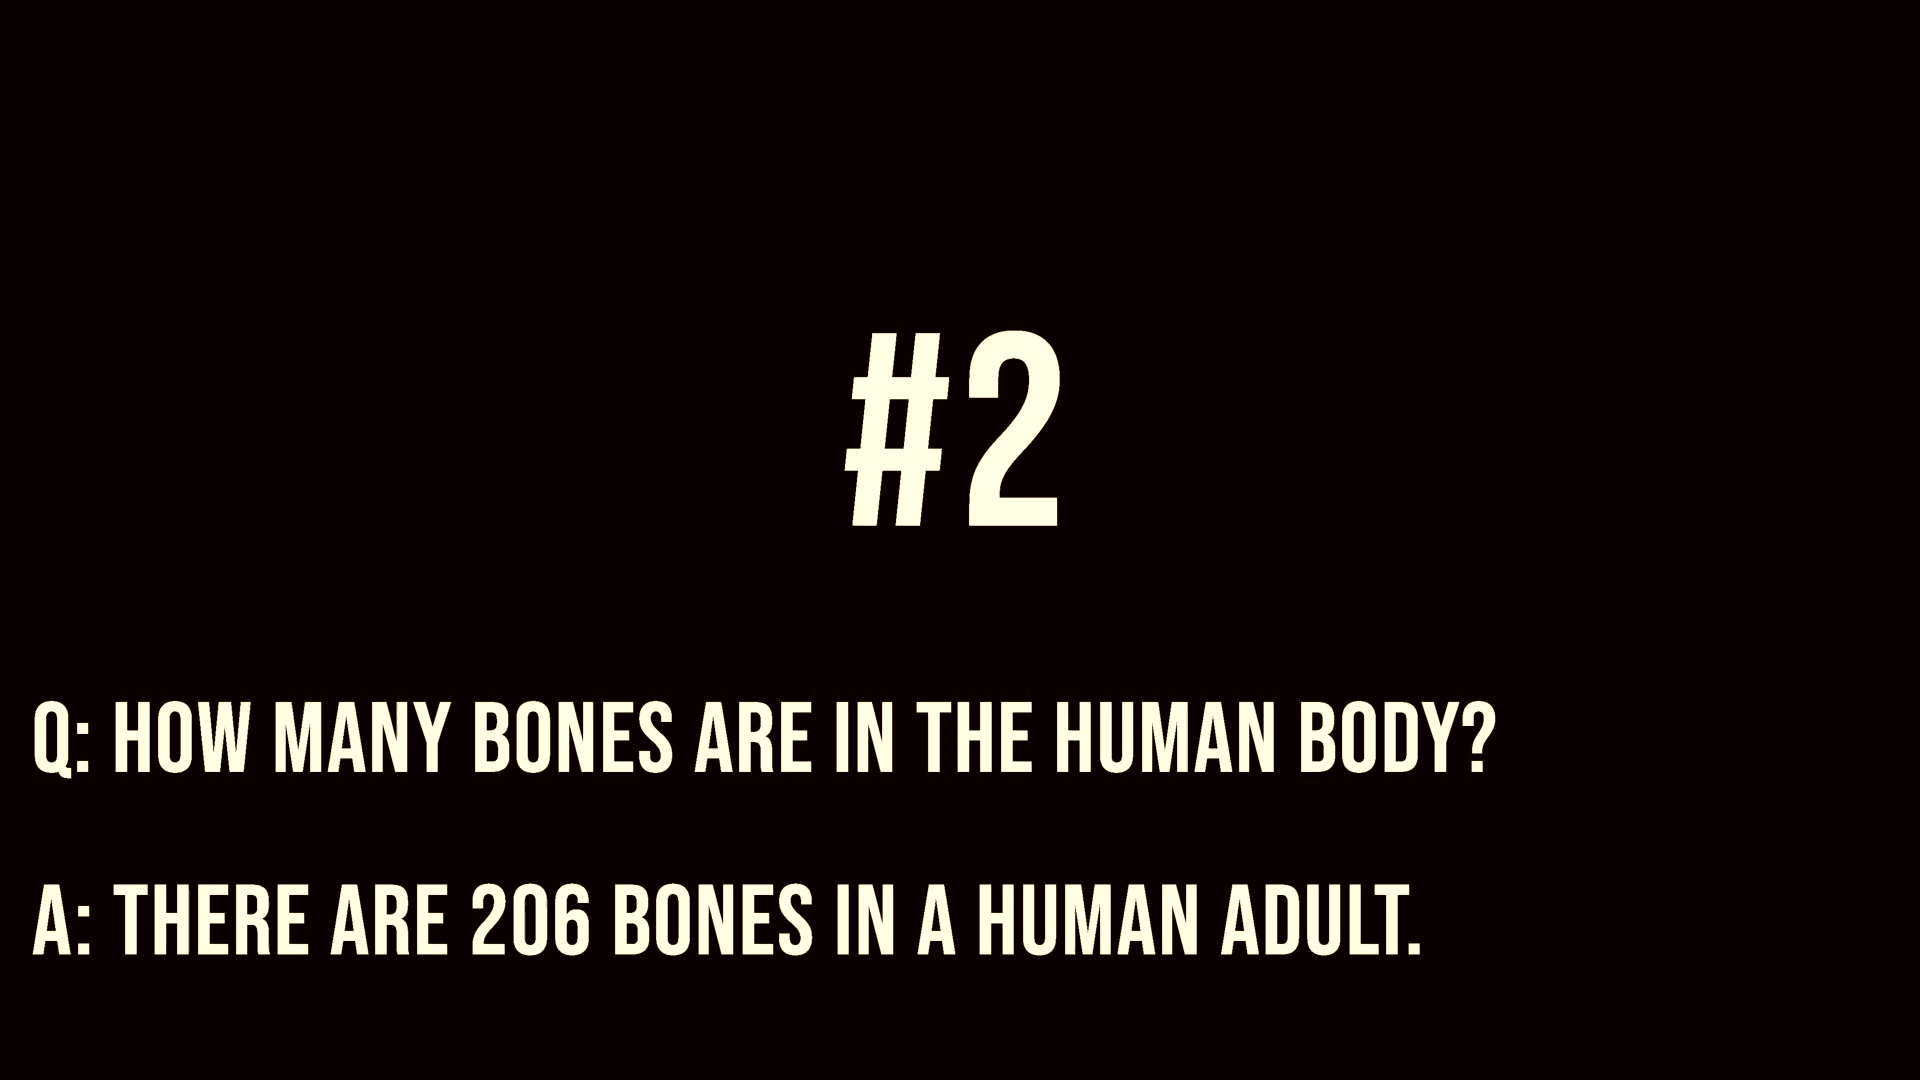 #2
Q: HOW MANY BONES ARE IN THE HUMAN BODY?
A: THERE ARE 206 BONES IN A HUMAN ADULT.